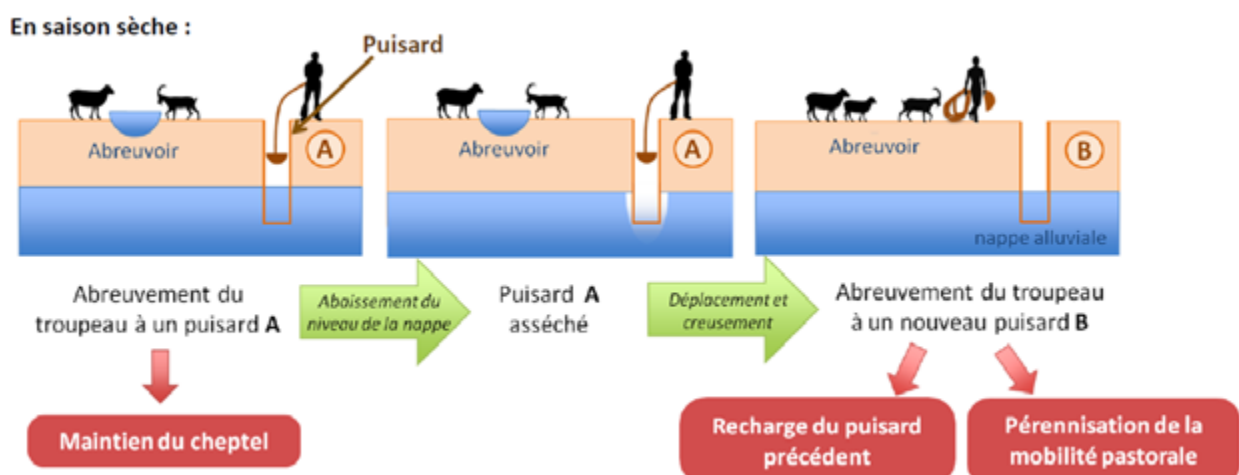 En saison sèche :
Puisard
Abreuvoir
A
Abreuvoir
A
Abreuvoir
B
nappe alluviale
Abreuvement du
troupeau à un puisard A
Abaissement du
niveau de la nappe
Puisard A
asséché
Déplacement et
creusement
Abreuvement du troupeau
à un nouveau puisard B
Maintien du cheptel
Recharge du puisard
précédent
Pérennisation de la
mobilité pastorale